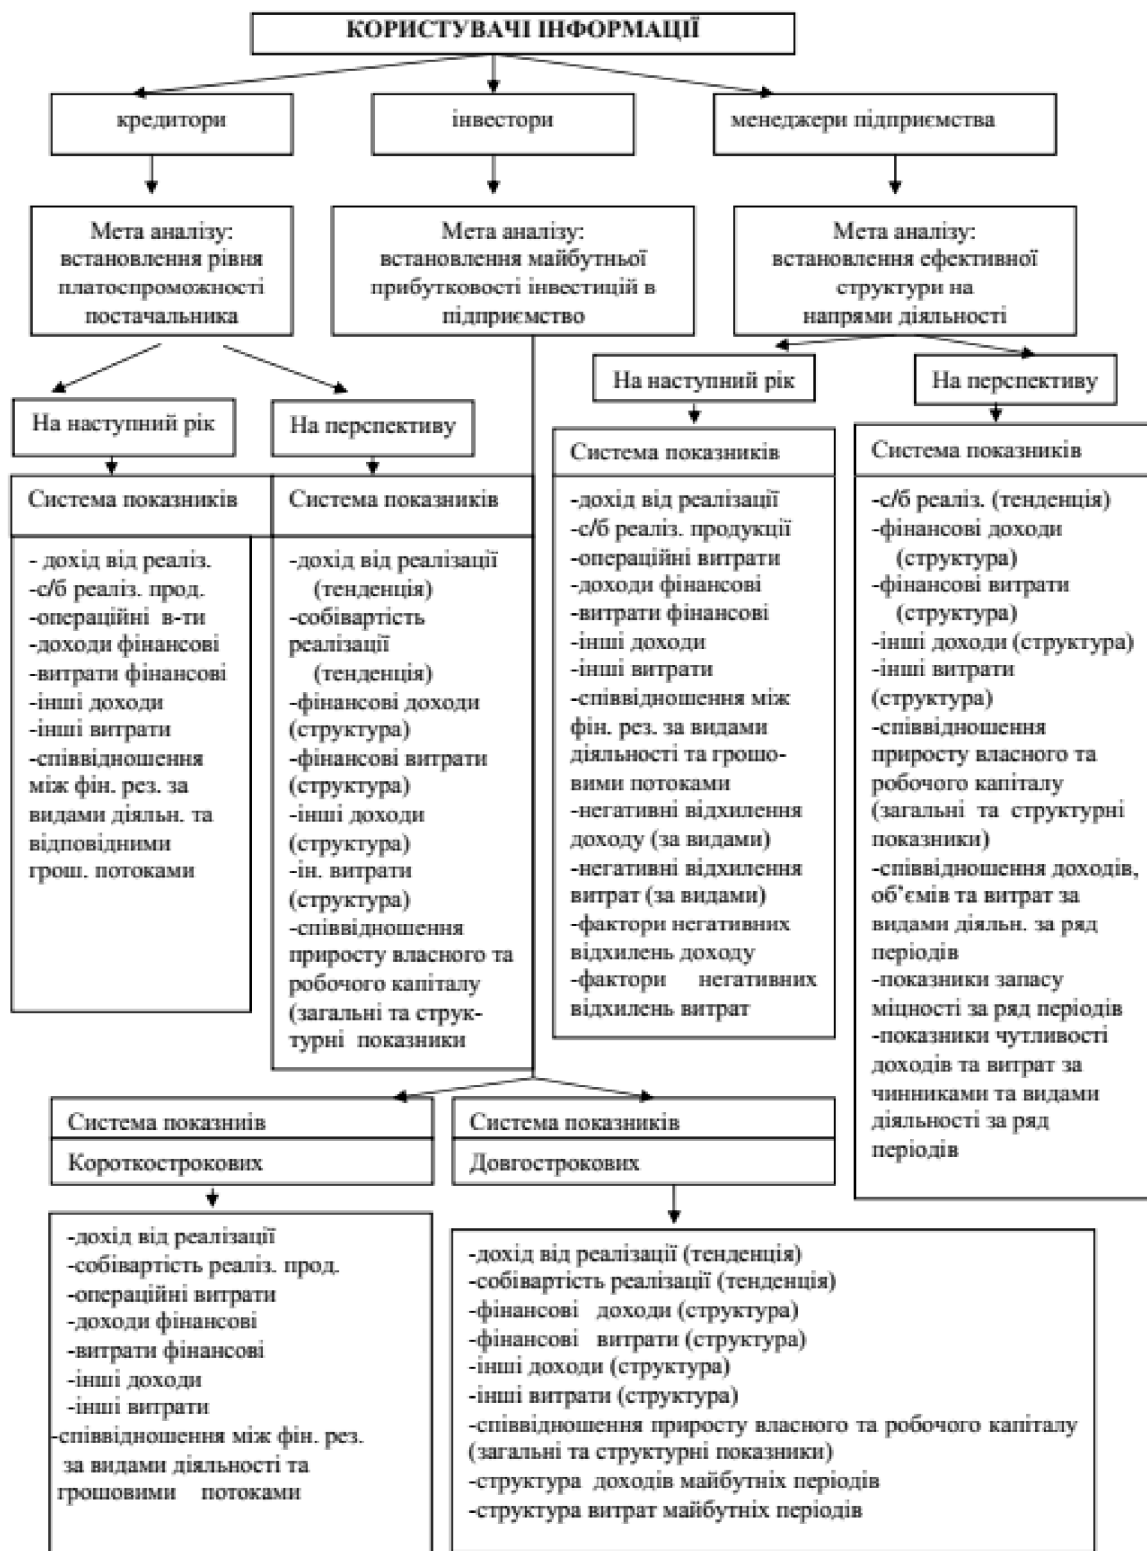 КОРИСТУВАЧІ ІНФОРМАЦІЇ
кредитори
інвестори
менеджери підприємства
Мета аналізу:
встановлення рівня
платоспроможності
постачальника
Мета аналізу:
встановлення майбутньої
прибутковості інвестицій в
підприємство
Мета аналізу:
встановлення ефективної
структури на
напрями діяльності
На наступний рік
На перспективу
На наступний рік
На перспективу
Система показників
- дохід від реаліз.
-с/б реаліз. прод.
-операційні в-ти
-доходи фінансові
-витрати фінансові
-інші доходи
-інші витрати
-співвідношення
між фін. рез. за
видами діяльн. та
відповідними
грош. потоками
Система показників
-дохід від реалізації
(тенденція)
-собівартість
реалізації
(тенденція)
-фінансові доходи
(структура)
-фінансові витрати
(структура)
-інші доходи
(структура)
-ін. витрати
(структура)
-співвідношення
приросту власного та
робочого капіталу
(загальні та струк-
турні показники
Система показників
-дохід від реалізації
-с/б реаліз. продукції
-операційні витрати
-доходи фінансові
-витрати фінансові
-інші доходи
-інші витрати
-співвідношення між
фін. рез. за видами
діяльності та грошо-
вими потоками
-негативні відхилення
доходу (за видами)
-негативні відхилення
витрат (за видами)
-фактори негативних
відхилень доходу
-фактори негативних
відхилень витрат
Система показників
-с/б реаліз. (тенденція)
-фінансові доходи
(структура)
-фінансові витрати
(структура)
-інші доходи (структура)
-інші витрати
(структура)
-співвідношення
приросту власного та
робочого капіталу
(загальні та структурні
показники)
-співвідношення доходів,
об’ємів та витрат за
видами діяльн. за ряд
періодів
-показники запасу
міцності за ряд періодів
-показники чутливості
доходів та витрат за
чинниками та видами
діяльності за ряд
періодів
Система показниів
Короткострокових
-дохід від реалізації
-собівартість реаліз. прод.
-операційні витрати
-доходи фінансові
-витрати фінансові
-інші доходи
-інші витрати
-співвідношення між фін. рез.
за видами діяльності та
грошовими потоками
Система показників
Довгострокових
-дохід від реалізації (тенденція)
-собівартість реалізації (тенденція)
-фінансові доходи (структура)
-фінансові витрати (структура)
-інші доходи (структура)
-інші витрати (структура)
-співвідношення приросту власного та робочого капіталу
(загальні та структурні показники)
-структура доходів майбутніх періодів
-структура витрат майбутніх періодів